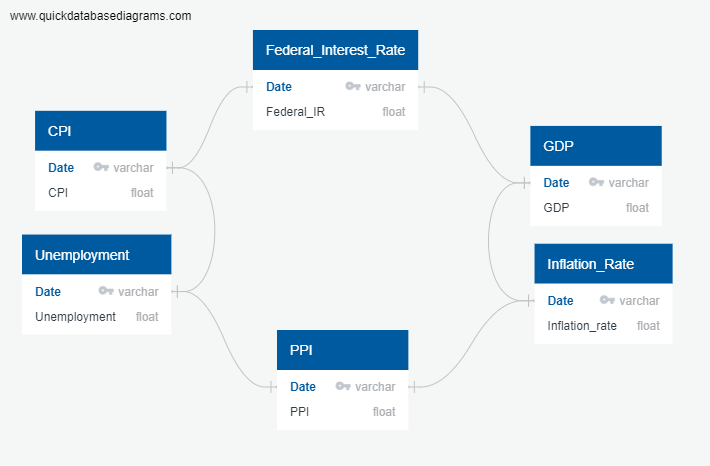 www.quickdatabasediagrams.com
Federal_Interest_Rate
Date varchar
Federal_IR float
CPI
Date varchar
CPI float
GDP
Date varchar
GDP float
Unemployment
Date varchar
Unemployment float
Inflation_Rate
Date varchar
Inflation_rate float
PPI
Date varchar
PPI float